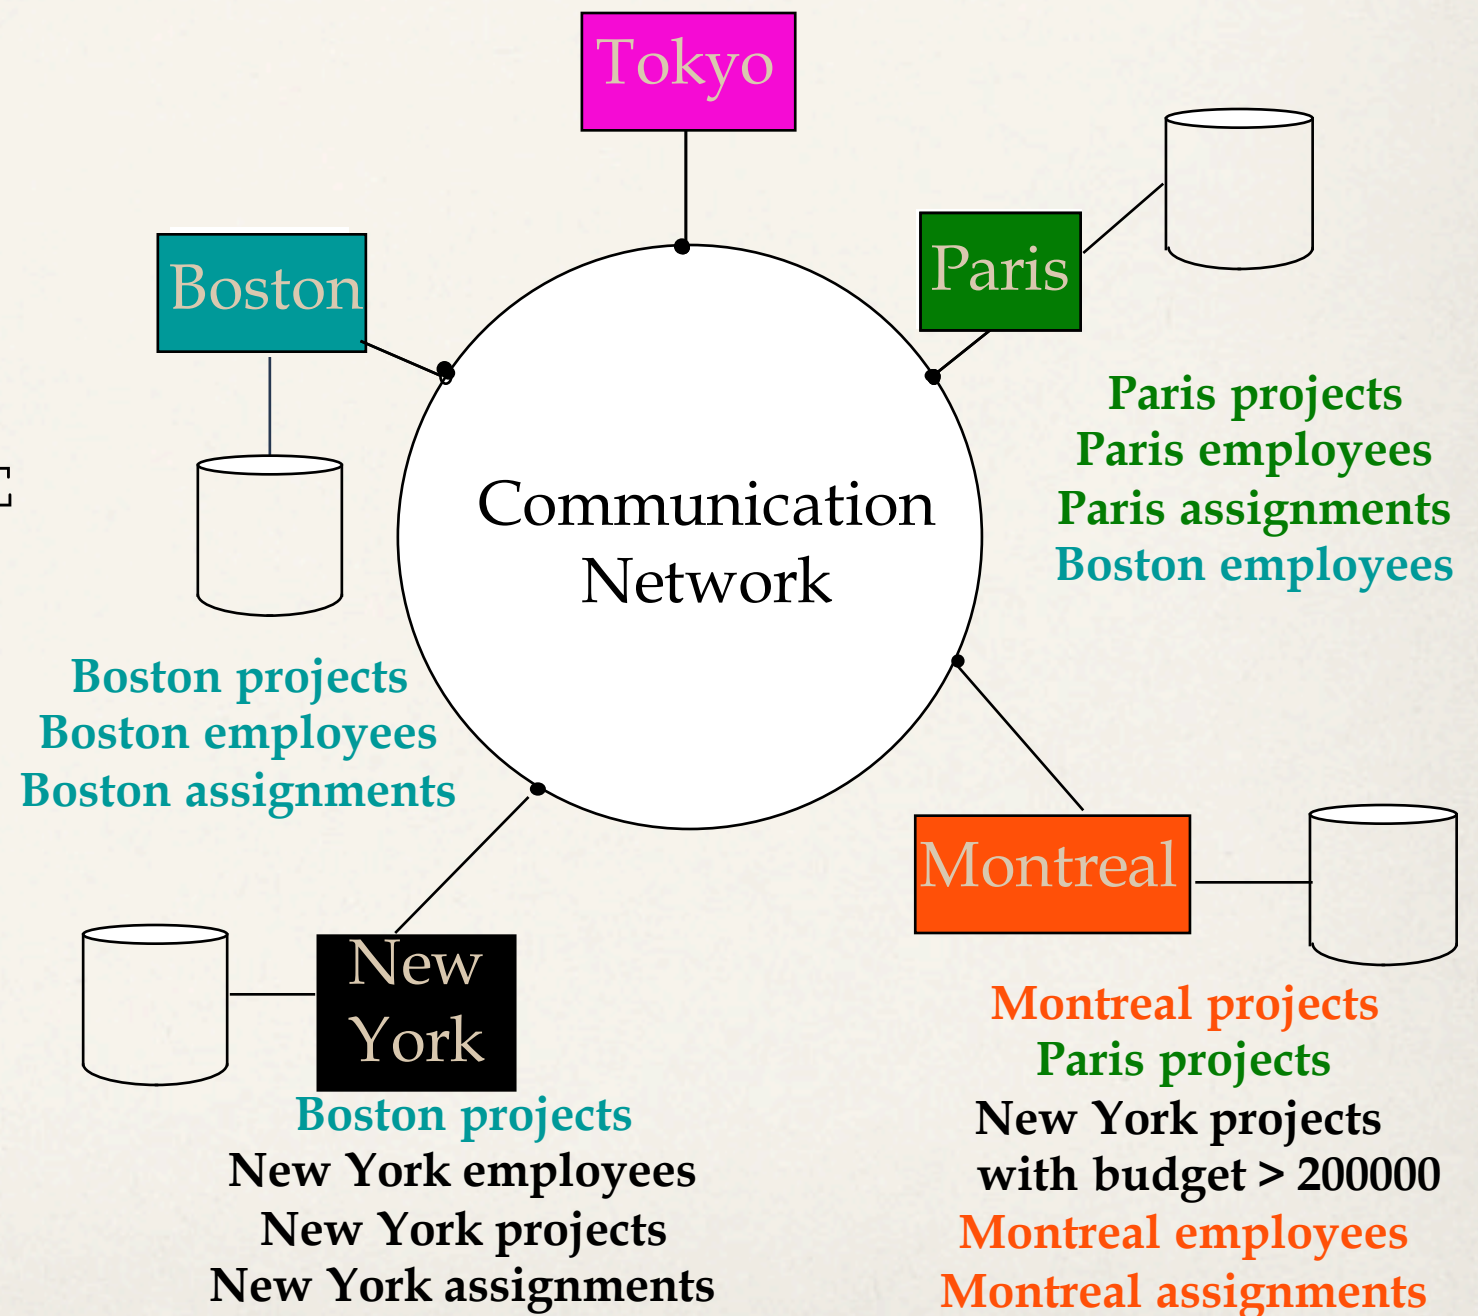 Tokyo
Boston
Paris
Communication
Network
Paris projects
Paris employees
Paris assignments
Boston employees
Boston projects
Boston employees
Boston assignments
Montreal
New
York
Boston projects
New York employees
New York projects
New York assignments
Montreal projects
Paris projects
New York projects
with budget > 200000
Montreal employees
Montreal assignments